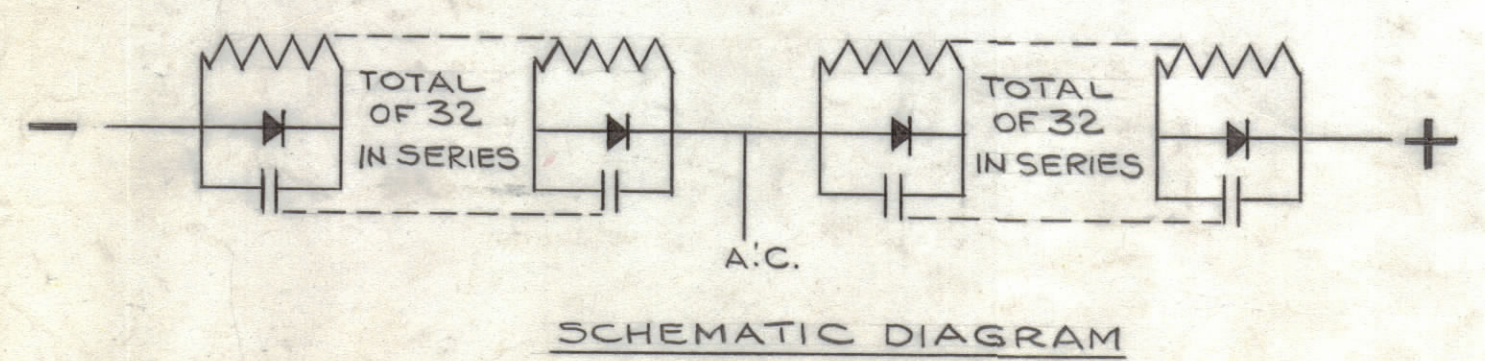 TOTAL
OF 32
IN SERIES
TOTAL
OF 32
IN SERIES
-
+
A.C.
SCHEMATIC DIAGRAM